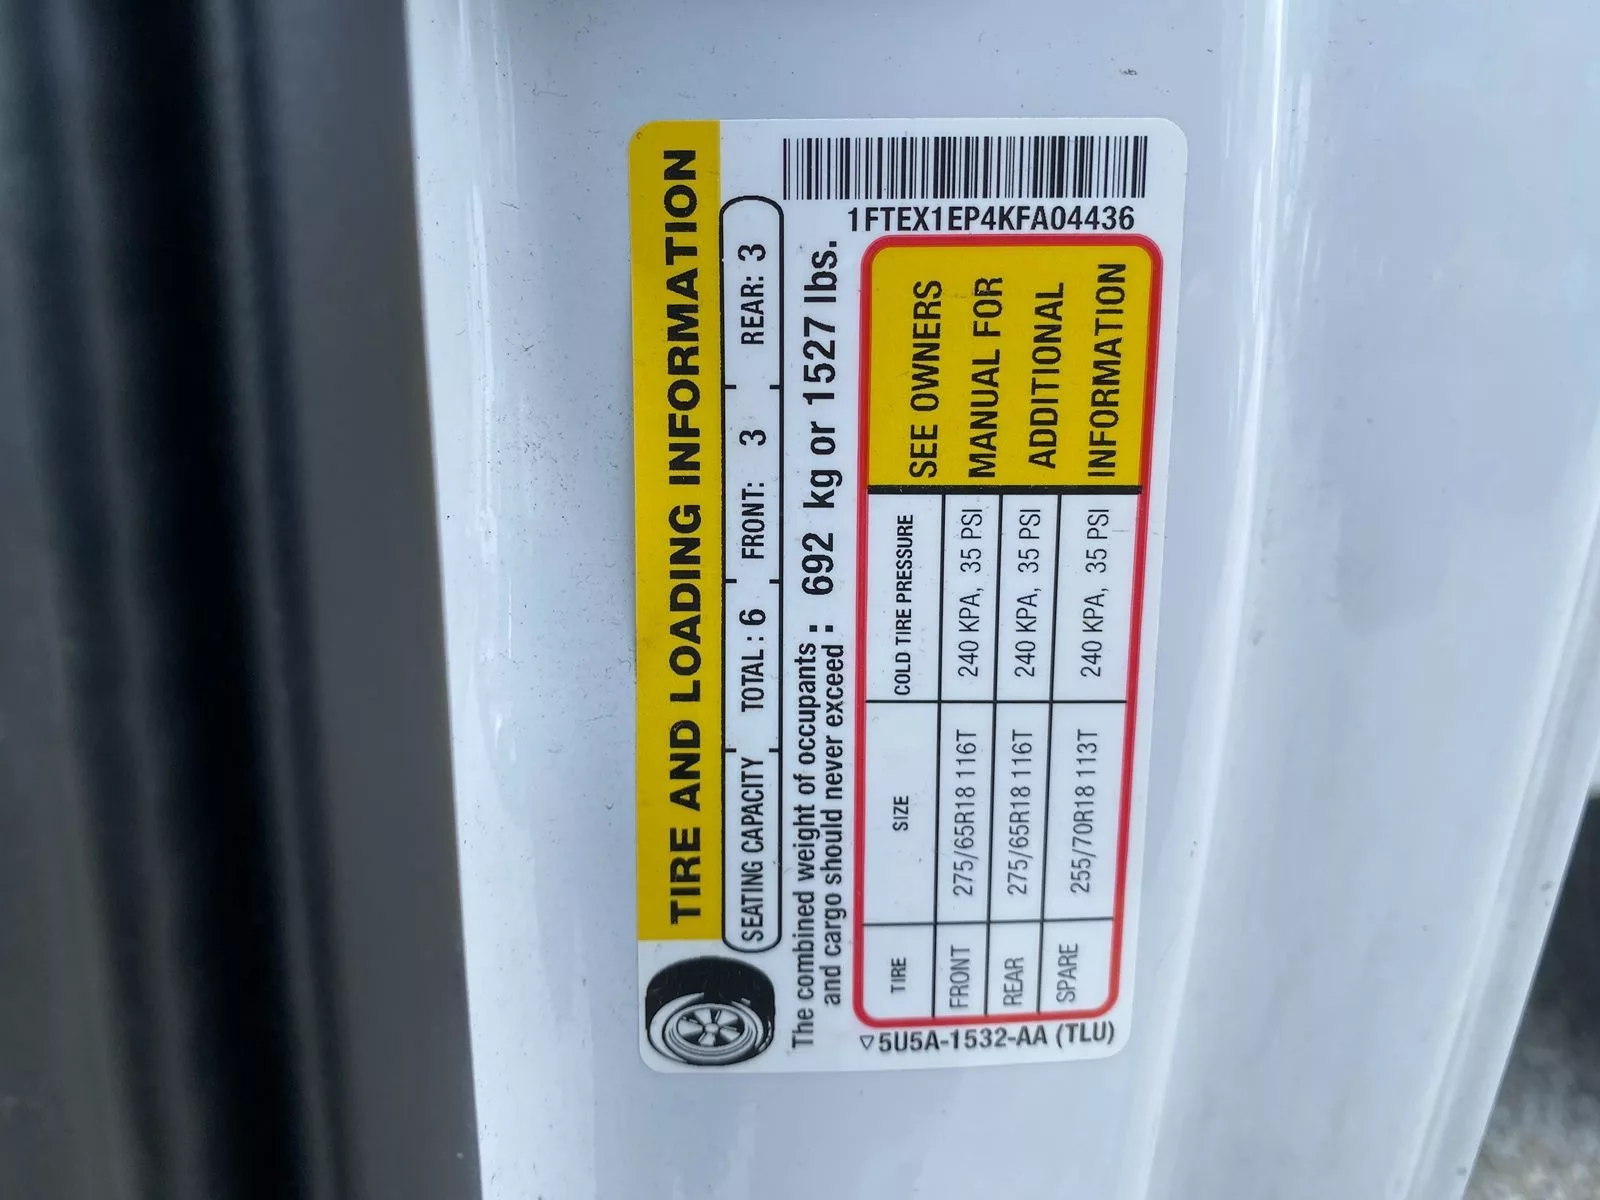 TIRE AND LOADING INFORMATION
SEATING CAPACITY TOTAL : 6 FRONT: 3 REAR: 3
The combined weight of occupants
and cargo should never exceed : 692 kg or 1527 lbs.
1FTEX1EP4KFA04436
TIRE SIZE COLD TIRE PRESSURE
FRONT 275/65R18 116T 240 KPA, 35 PSI
REAR 275/65R18 116T 240 KPA, 35 PSI
SPARE 255/70R18 113T 240 KPA, 35 PSI
SEE OWNERS
MANUAL FOR
ADDITIONAL
INFORMATION
5U5A-1532-AA (TLU)